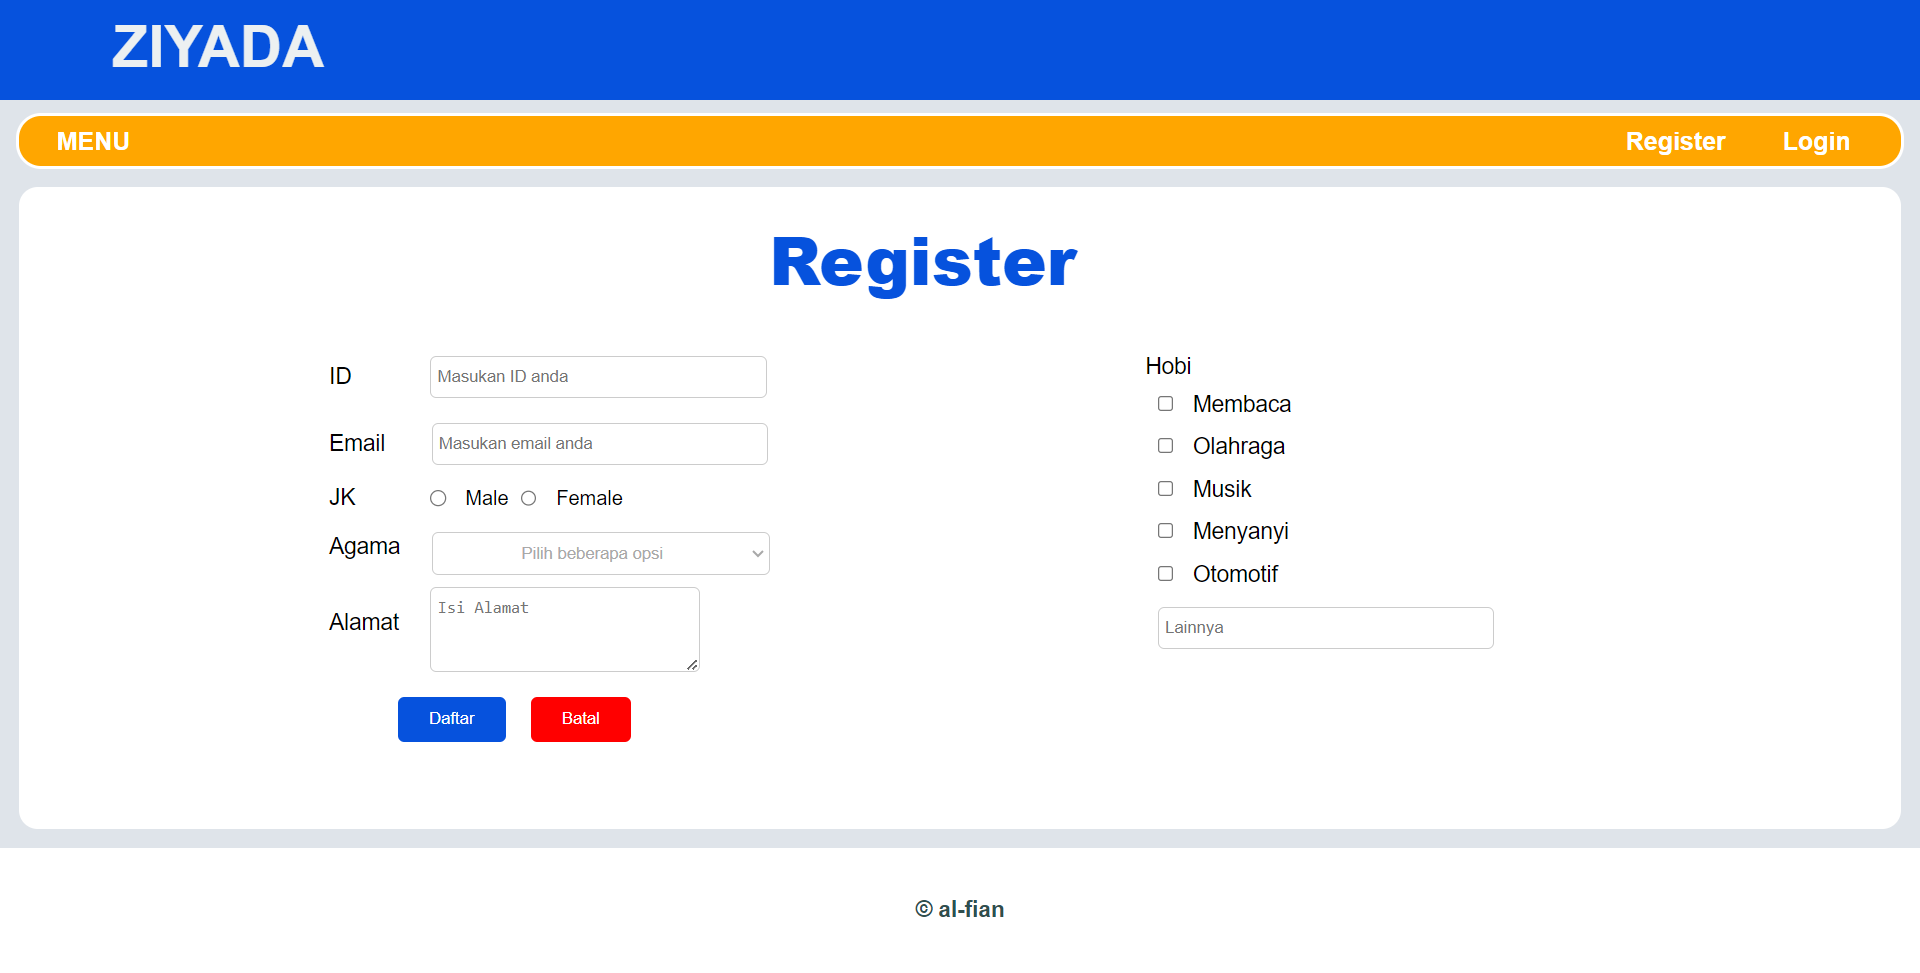 ZIYADA
MENU Register Login
Register
ID Masukan ID anda
Email Masukan email anda
JK Male Female
Agama Pilih beberapa opsi
Alamat Isi Alamat
Daftar Batal
Hobi
Membaca
Olahraga
Musik
Menyanyi
Otomotif
Lainnya
© al-fian